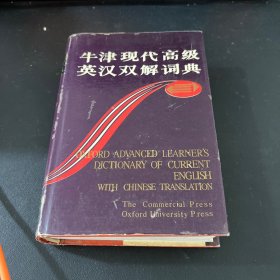 牛津现代高级
英汉双解词典
OXFORD ADVANCED LEARNER'S
DICTIONARY OF CURRENT
ENGLISH
WITH CHINESE TRANSLATION
The Commercial Press
Oxford University Press